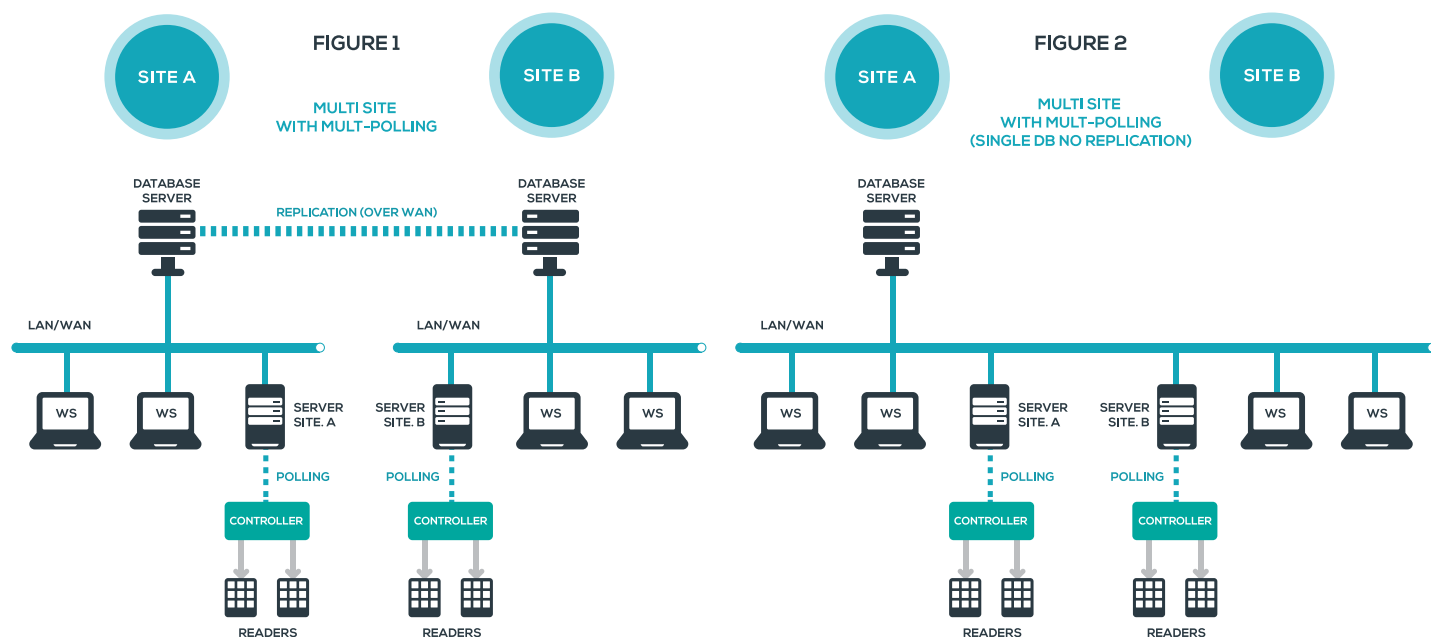 FIGURE 1
SITE A
SITE B
MULTI SITE
WITH MULT-POLLING
DATABASE
SERVER
DATABASE
SERVER
REPLICATION (OVER WAN)
LAN/WAN
LAN/WAN
WS
WS
SERVER
SITE. A
SERVER
SITE. B
WS
WS
POLLING
POLLING
CONTROLLER
CONTROLLER
READERS
READERS
FIGURE 2
SITE A
SITE B
MULTI SITE
WITH MULT-POLLING
(SINGLE DB NO REPLICATION)
DATABASE
SERVER
LAN/WAN
WS
WS
SERVER
SITE. A
SERVER
SITE. B
WS
WS
POLLING
POLLING
CONTROLLER
CONTROLLER
READERS
READERS